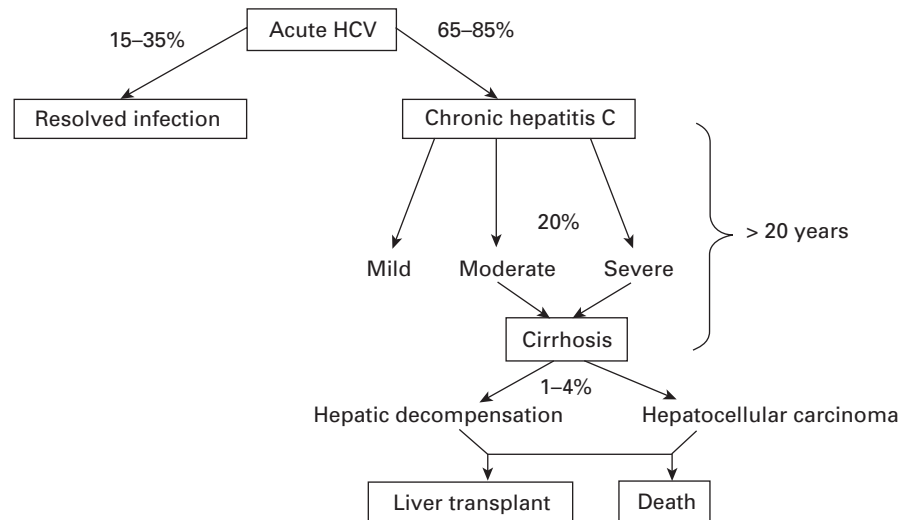 Acute HCV
15–35%
65–85%
Resolved infection
Chronic hepatitis C
20%
> 20 years
Mild
Moderate
Severe
Cirrhosis
1–4%
Hepatic decompensation
Hepatocellular carcinoma
Liver transplant
Death